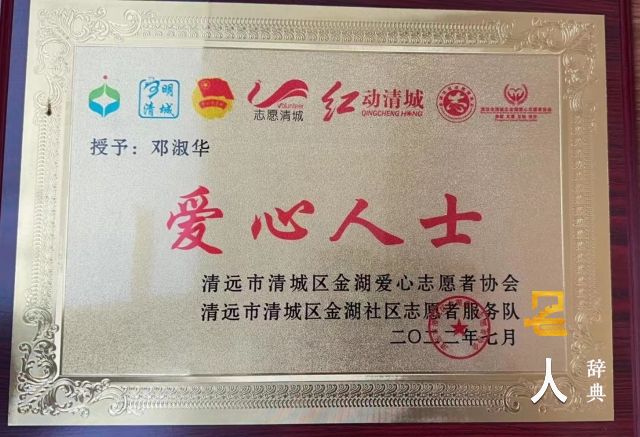 明
清城
Volunteer
志愿清城
红动清城
QINGCHENG HONG
授予：邓淑华
爱心人士
清远市清城区金湖爱心志愿者协会
清远市清城区金湖社区志愿者服务队
二〇二二年七月
名人辞典